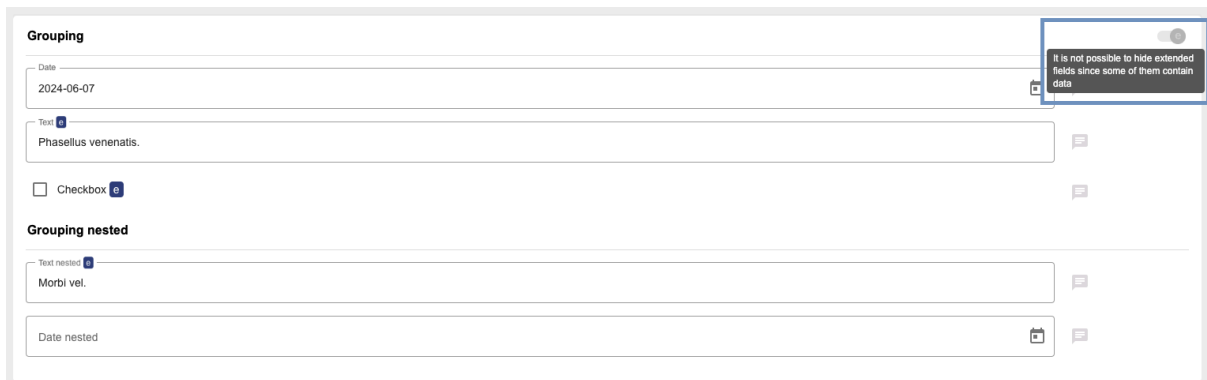 Grouping
e
It is not possible to hide extended
fields since some of them contain
data
Date
2024-06-07
Text e
Phasellus venenatis.
Checkbox e
Grouping nested
Text nested e
Morbi vel.
Date nested